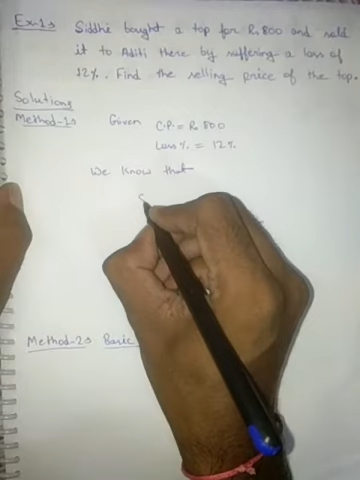 Ex-1:
Siddhi bought a top for Rs 800 and sold
it to Aditi there by suffering a loss of
12%. Find the selling price of the top.
Solution:
Method-1:
Given C.P. = Rs 800
Loss % = 12%
We know that
S
Method-2: Basic